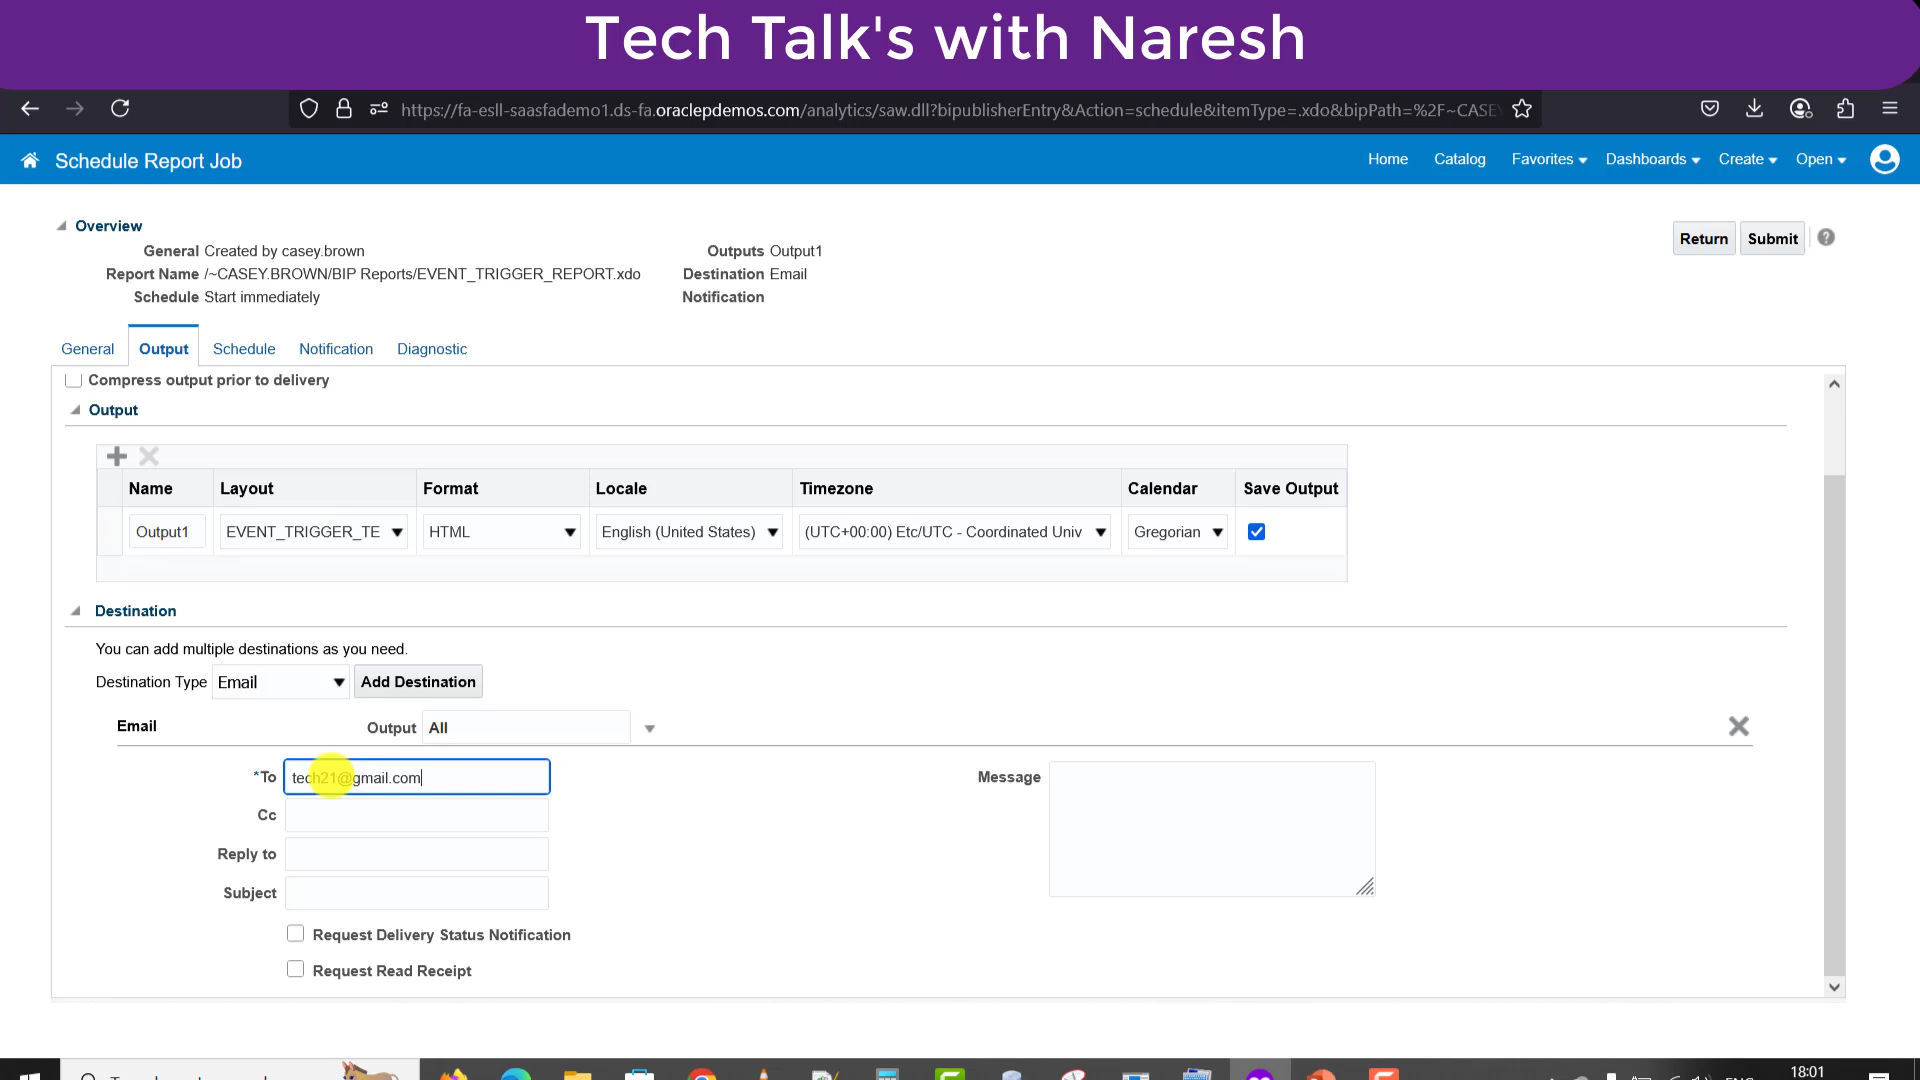 Tech Talk's with Naresh
https://fa-esll-saasfademo1.ds-fa.oraclepdemos.com/analytics/saw.dll?bipublisherEntry&Action=schedule&itemType=.xdo&bipPath=%2F~CASEY
Schedule Report Job
Home Catalog Favorites Dashboards Create Open
Overview
Return Submit
General Created by casey.brown
Outputs Output1
Report Name /~CASEY.BROWN/BIP Reports/EVENT_TRIGGER_REPORT.xdo
Destination Email
Schedule Start immediately
Notification
General Output Schedule Notification Diagnostic
Compress output prior to delivery
Output
Name Layout Format Locale Timezone Calendar Save Output
Output1 EVENT_TRIGGER_TE HTML English (United States) (UTC+00:00) Etc/UTC - Coordinated Univ Gregorian
Destination
You can add multiple destinations as you need.
Destination Type Email Add Destination
Email Output All
*To tech21@gmail.com
Message
Cc
Reply to
Subject
Request Delivery Status Notification
Request Read Receipt
18:01